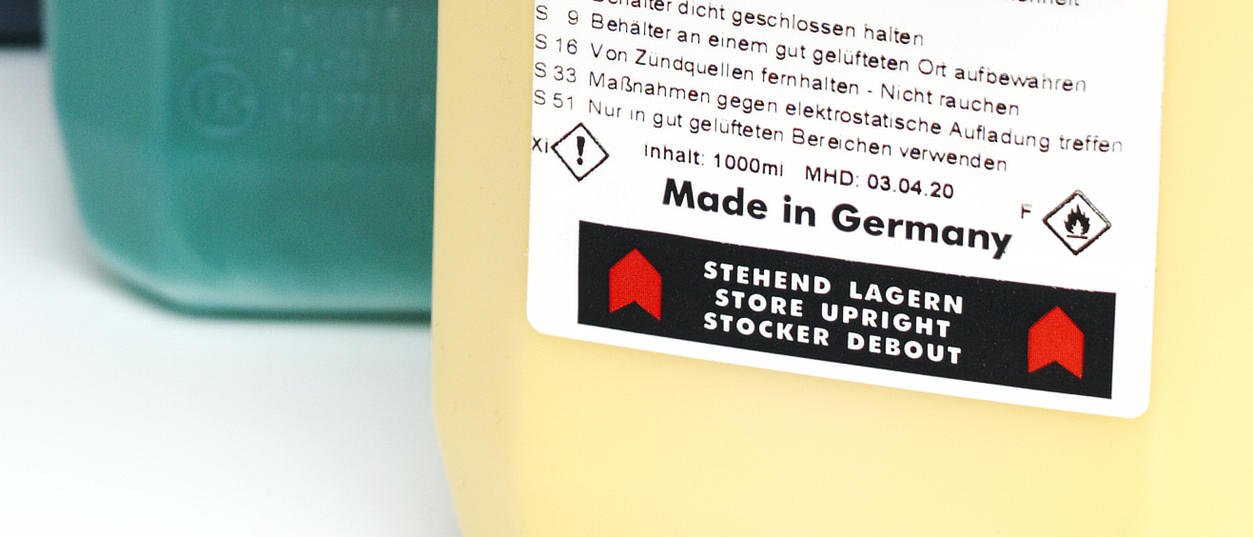 dicht geschlossen halten
S 9 Behälter an einem gut gelüfteten Ort aufbewahren
S 16 Von Zündquellen fernhalten - Nicht rauchen
S 33 Maßnahmen gegen elektrostatische Aufladung treffen
S 51 Nur in gut gelüfteten Bereichen verwenden
Xi
Inhalt: 1000ml MHD: 03.04.20
F
Made in Germany
STEHEND LAGERN
STORE UPRIGHT
STOCKER DEBOUT